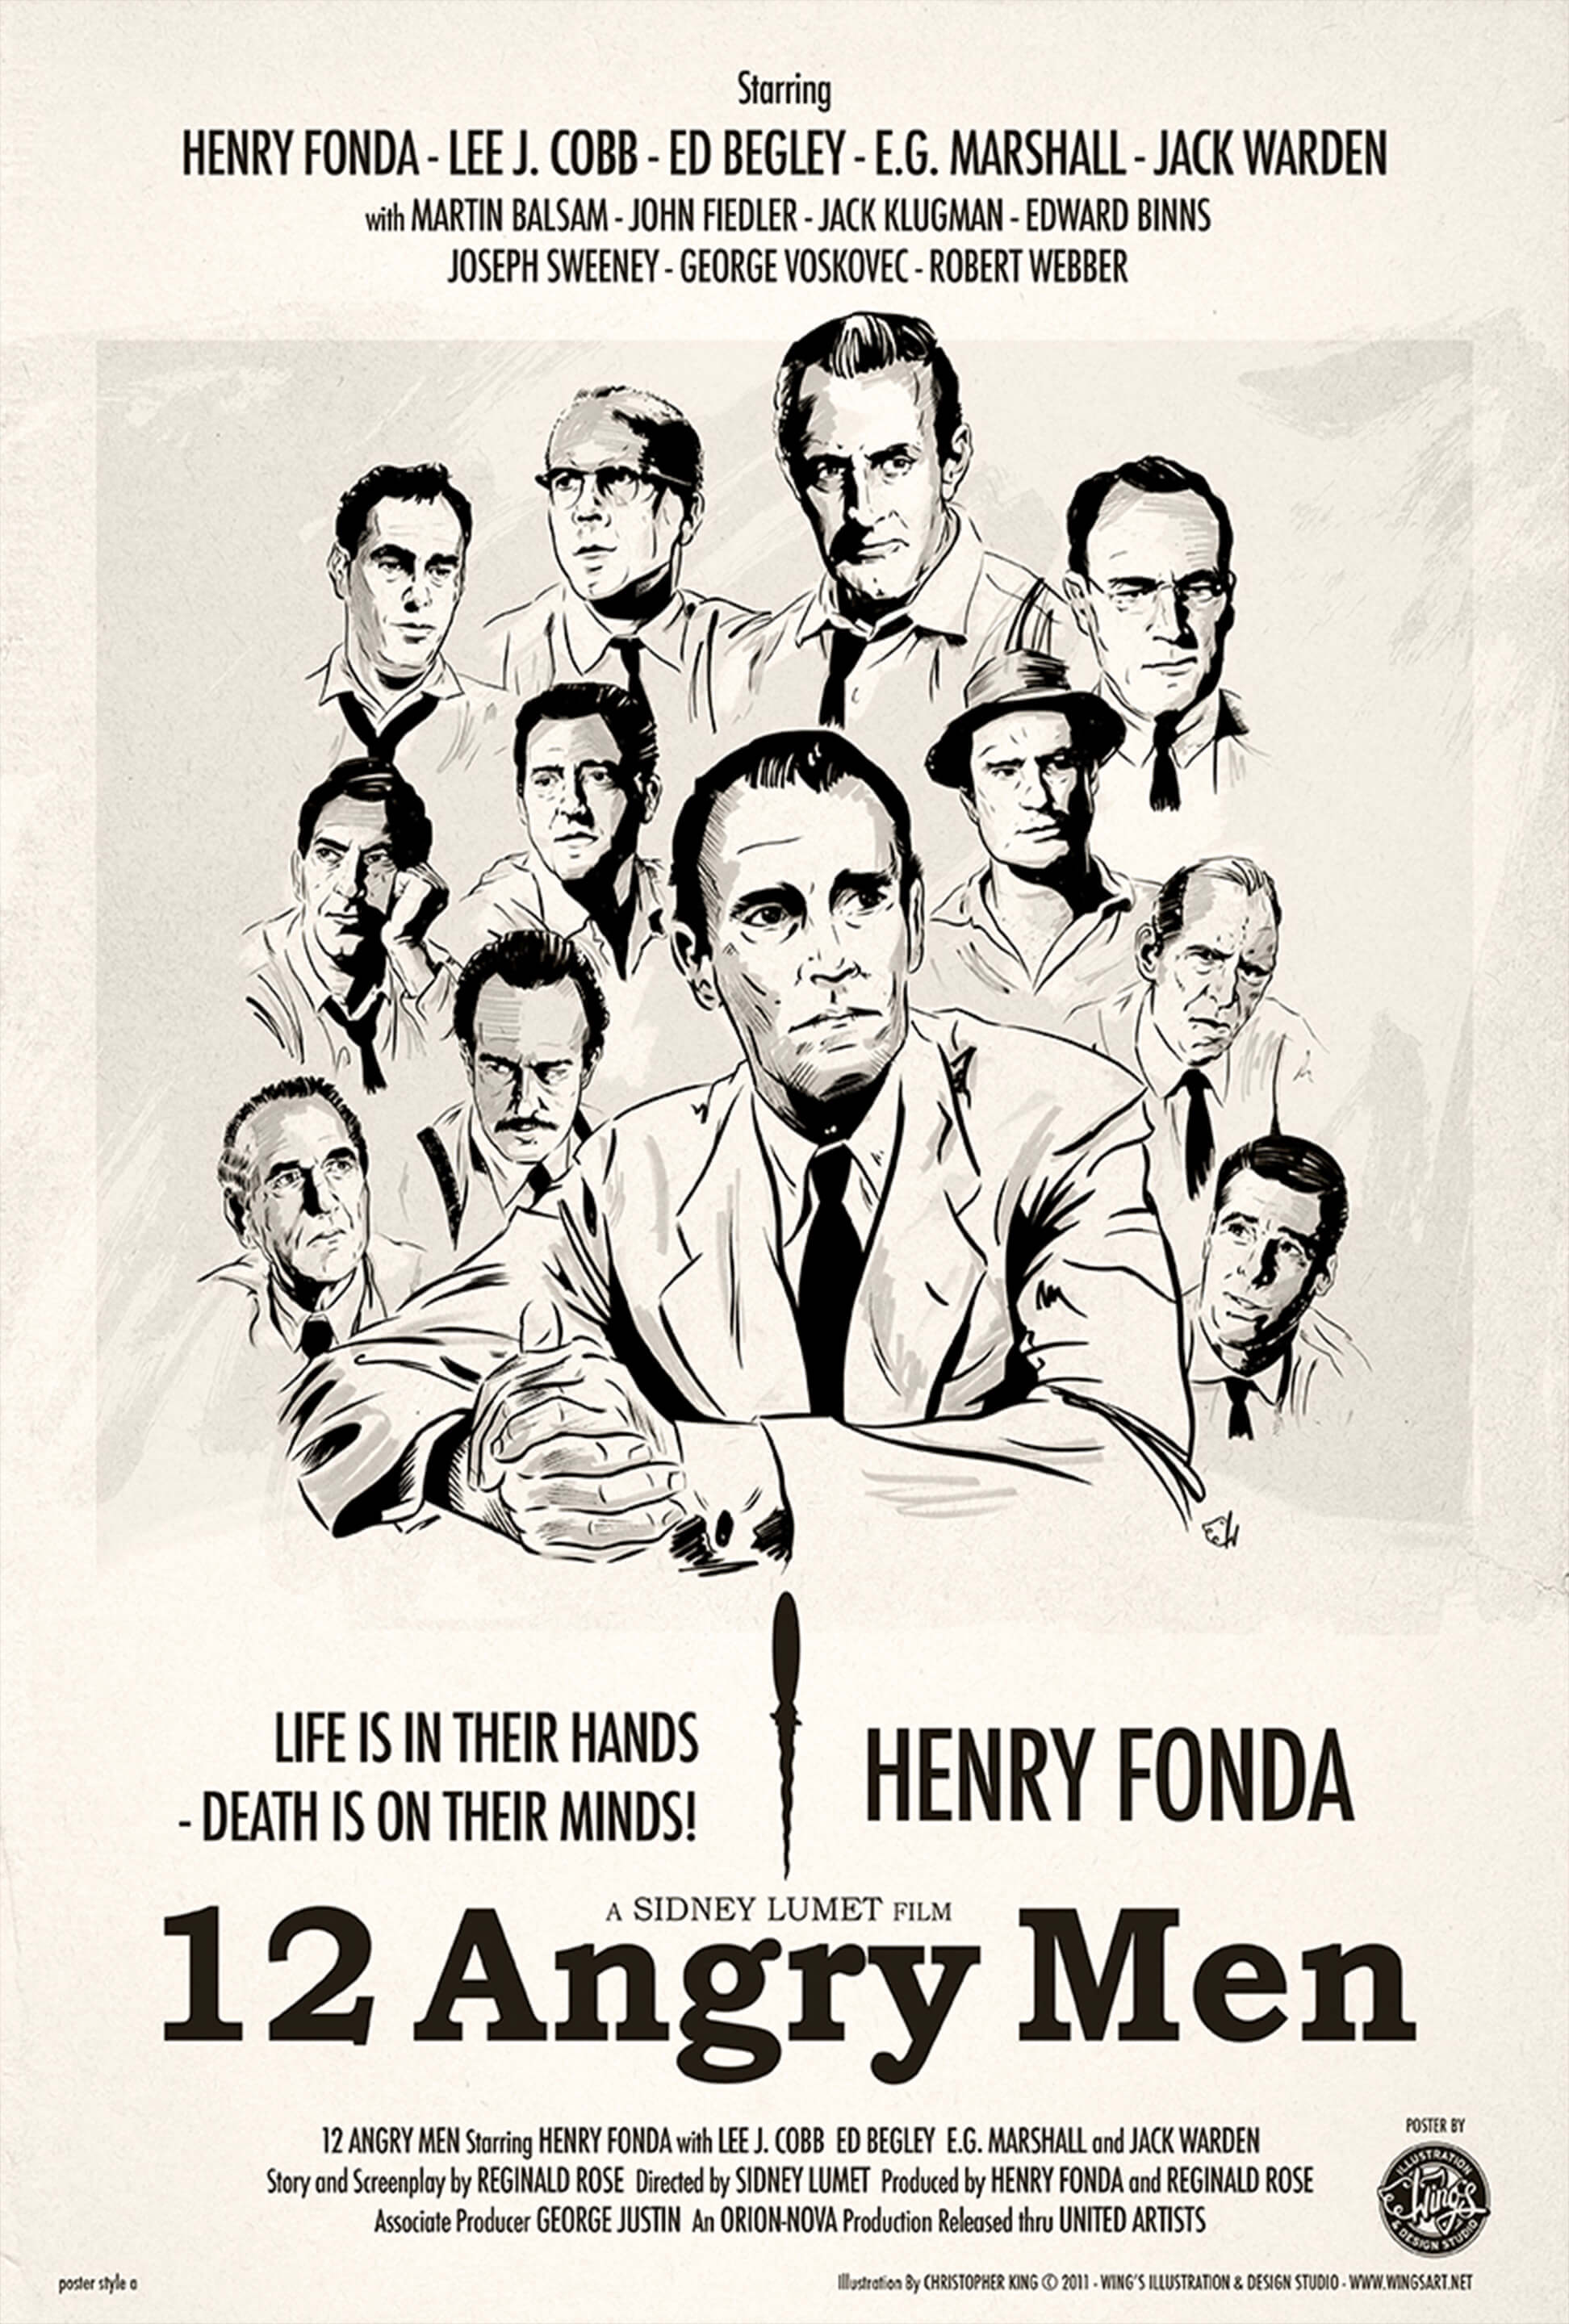 Starring
HENRY FONDA - LEE J. COBB - ED BEGLEY - E.G. MARSHALL - JACK WARDEN
with MARTIN BALSAM - JOHN FIEDLER - JACK KLUGMAN - EDWARD BINNS
JOSEPH SWEENEY - GEORGE VOSKOVEC - ROBERT WEBBER
LIFE IS IN THEIR HANDS
- DEATH IS ON THEIR MINDS!
HENRY FONDA
A SIDNEY LUMET FILM
12 Angry Men
12 ANGRY MEN Starring HENRY FONDA with LEE J. COBB ED BEGLEY E.G. MARSHALL and JACK WARDEN
Story and Screenplay by REGINALD ROSE Directed by SIDNEY LUMET Produced by HENRY FONDA and REGINALD ROSE
Associate Producer GEORGE JUSTIN An ORION-NOVA Production Released thru UNITED ARTISTS
POSTER BY
ILLUSTRATION
Wing's
& DESIGN STUDIO
poster style a
Illustration By CHRISTOPHER KING © 2011 - WING'S ILLUSTRATION & DESIGN STUDIO - WWW.WINGSART.NET